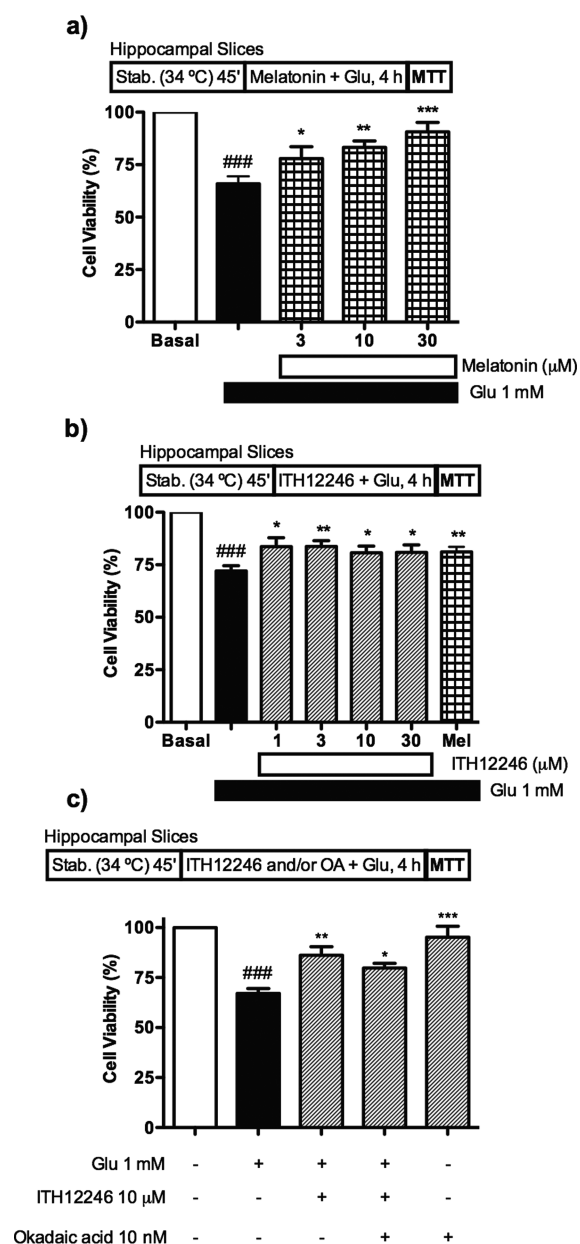 a)
Hippocampal Slices
Stab. (34 ºC) 45' Melatonin + Glu, 4 h MTT
100
75
50
25
0
Cell Viability (%)
###
*
**
***
Basal 3 10 30
Melatonin (µM)
Glu 1 mM
b)
Hippocampal Slices
Stab. (34 ºC) 45' ITH12246 + Glu, 4 h MTT
100
75
50
25
0
Cell Viability (%)
###
*
**
*
*
**
Basal 1 3 10 30 Mel
ITH12246 (µM)
Glu 1 mM
c)
Hippocampal Slices
Stab. (34 ºC) 45' ITH12246 and/or OA + Glu, 4 h MTT
100
75
50
25
0
Cell Viability (%)
###
**
*
***
Glu 1 mM - + + + -
ITH12246 10 µM - - + + -
Okadaic acid 10 nM - - - + +